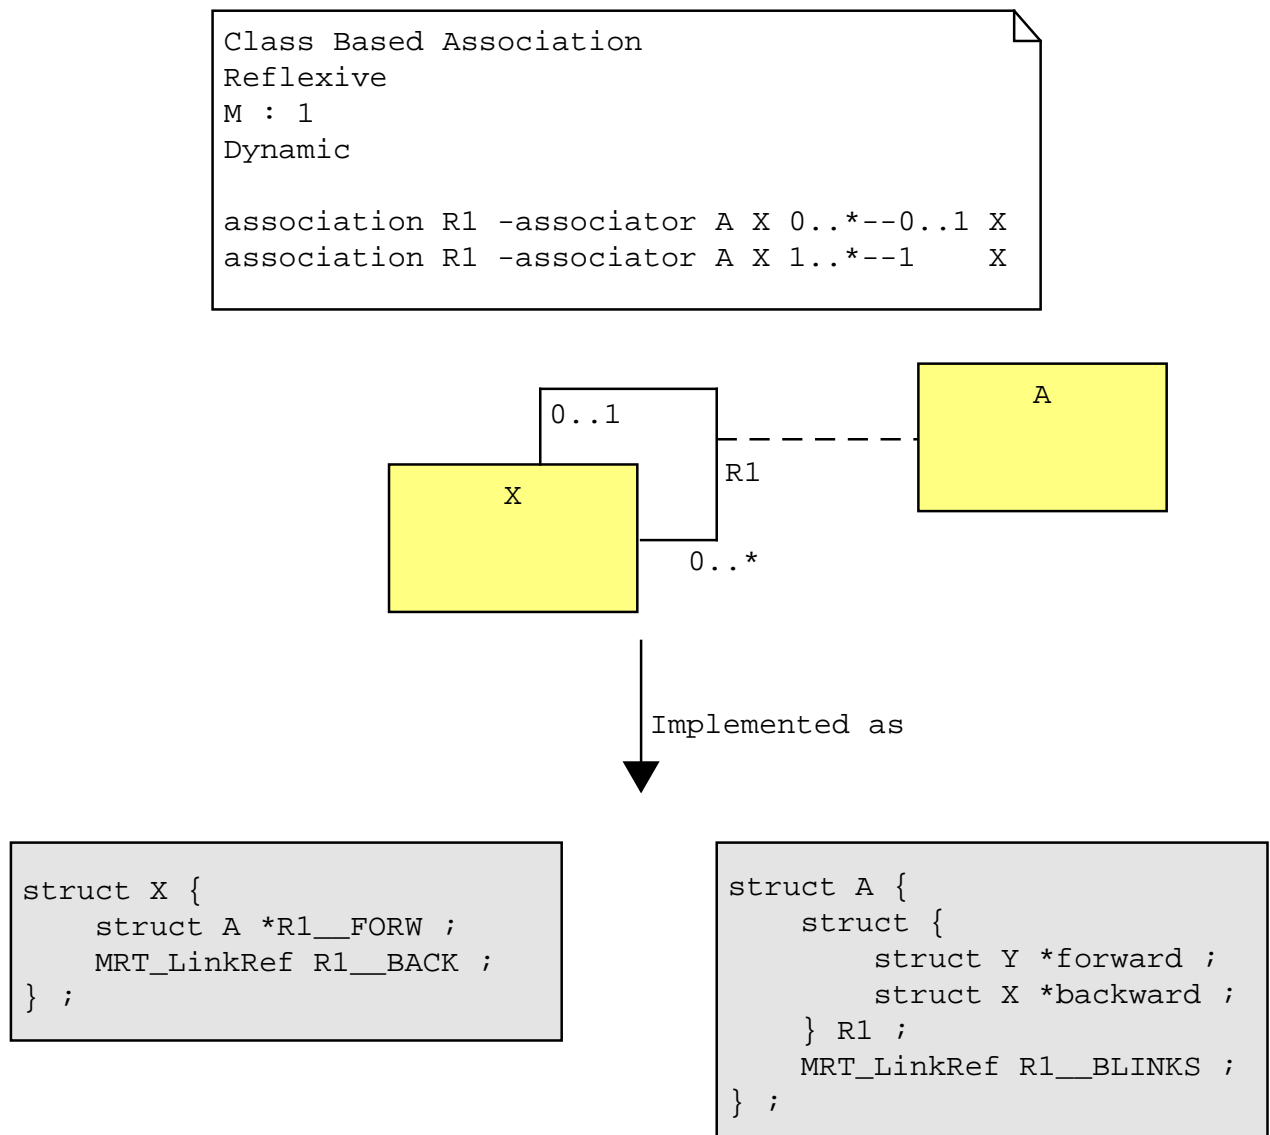 Class Based Association
Reflexive
M : 1
Dynamic
association R1 -associator A X 0..*--0..1 X
association R1 -associator A X 1..*--1    X
A
0..1
R1
X
0..*
Implemented as
struct X {
    struct A *R1__FORW ;
    MRT_LinkRef R1__BACK ;
} ;
struct A {
    struct {
        struct Y *forward ;
        struct X *backward ;
    } R1 ;
    MRT_LinkRef R1__BLINKS ;
} ;